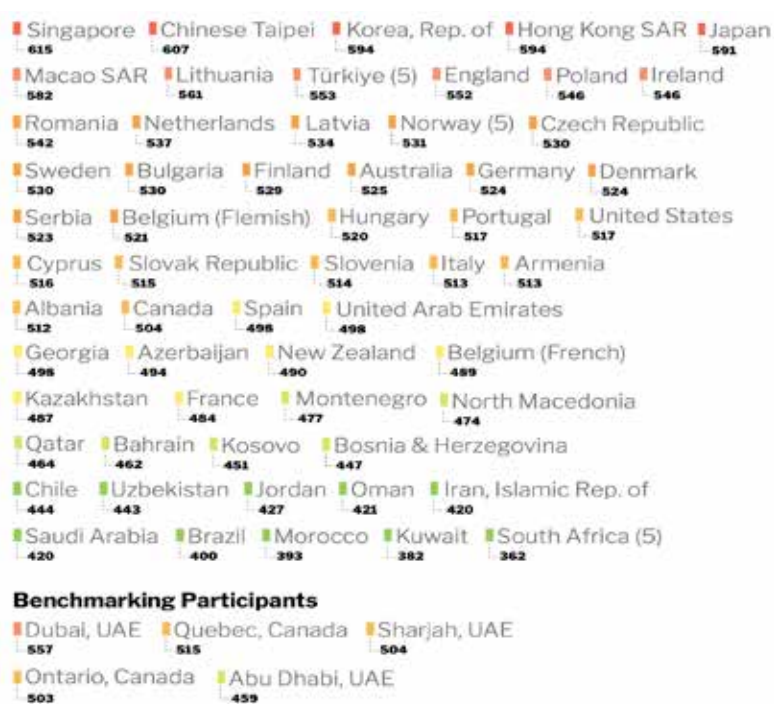 Singapore Chinese Taipei Korea, Rep. of Hong Kong SAR Japan
615 607 594 594 591
Macao SAR Lithuania Türkiye (5) England Poland Ireland
582 561 553 552 546 546
Romania Netherlands Latvia Norway (5) Czech Republic
542 537 534 531 530
Sweden Bulgaria Finland Australia Germany Denmark
530 530 529 525 524 524
Serbia Belgium (Flemish) Hungary Portugal United States
523 521 520 517 517
Cyprus Slovak Republic Slovenia Italy Armenia
516 515 514 513 513
Albania Canada Spain United Arab Emirates
512 504 498 498
Georgia Azerbaijan New Zealand Belgium (French)
498 494 490 489
Kazakhstan France Montenegro North Macedonia
487 484 477 474
Qatar Bahrain Kosovo Bosnia & Herzegovina
464 462 451 447
Chile Uzbekistan Jordan Oman Iran, Islamic Rep. of
444 443 427 421 420
Saudi Arabia Brazil Morocco Kuwait South Africa (5)
420 400 393 382 362
Benchmarking Participants
Dubai, UAE Quebec, Canada Sharjah, UAE
557 515 504
Ontario, Canada Abu Dhabi, UAE
503 459